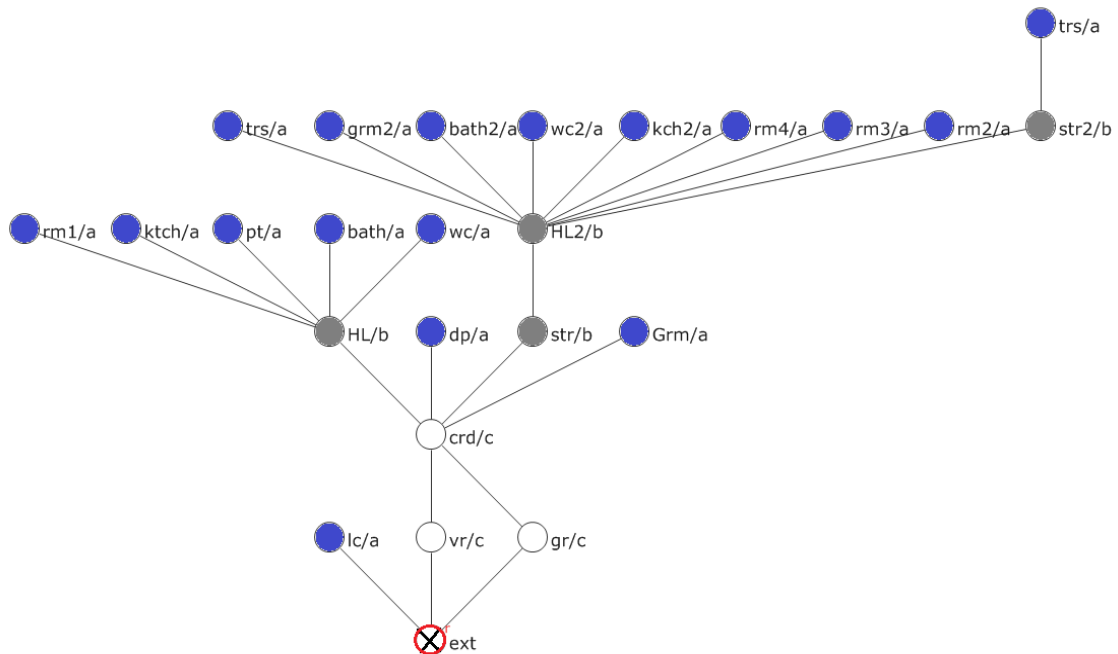 trs/a
trs/a grm2/a bath2/a wc2/a kch2/a rm4/a rm3/a rm2/a str2/b
rm1/a ktch/a pt/a bath/a wc/a HL2/b
HL/b dp/a str/b Grm/a
crd/c
lc/a vr/c gr/c
ext